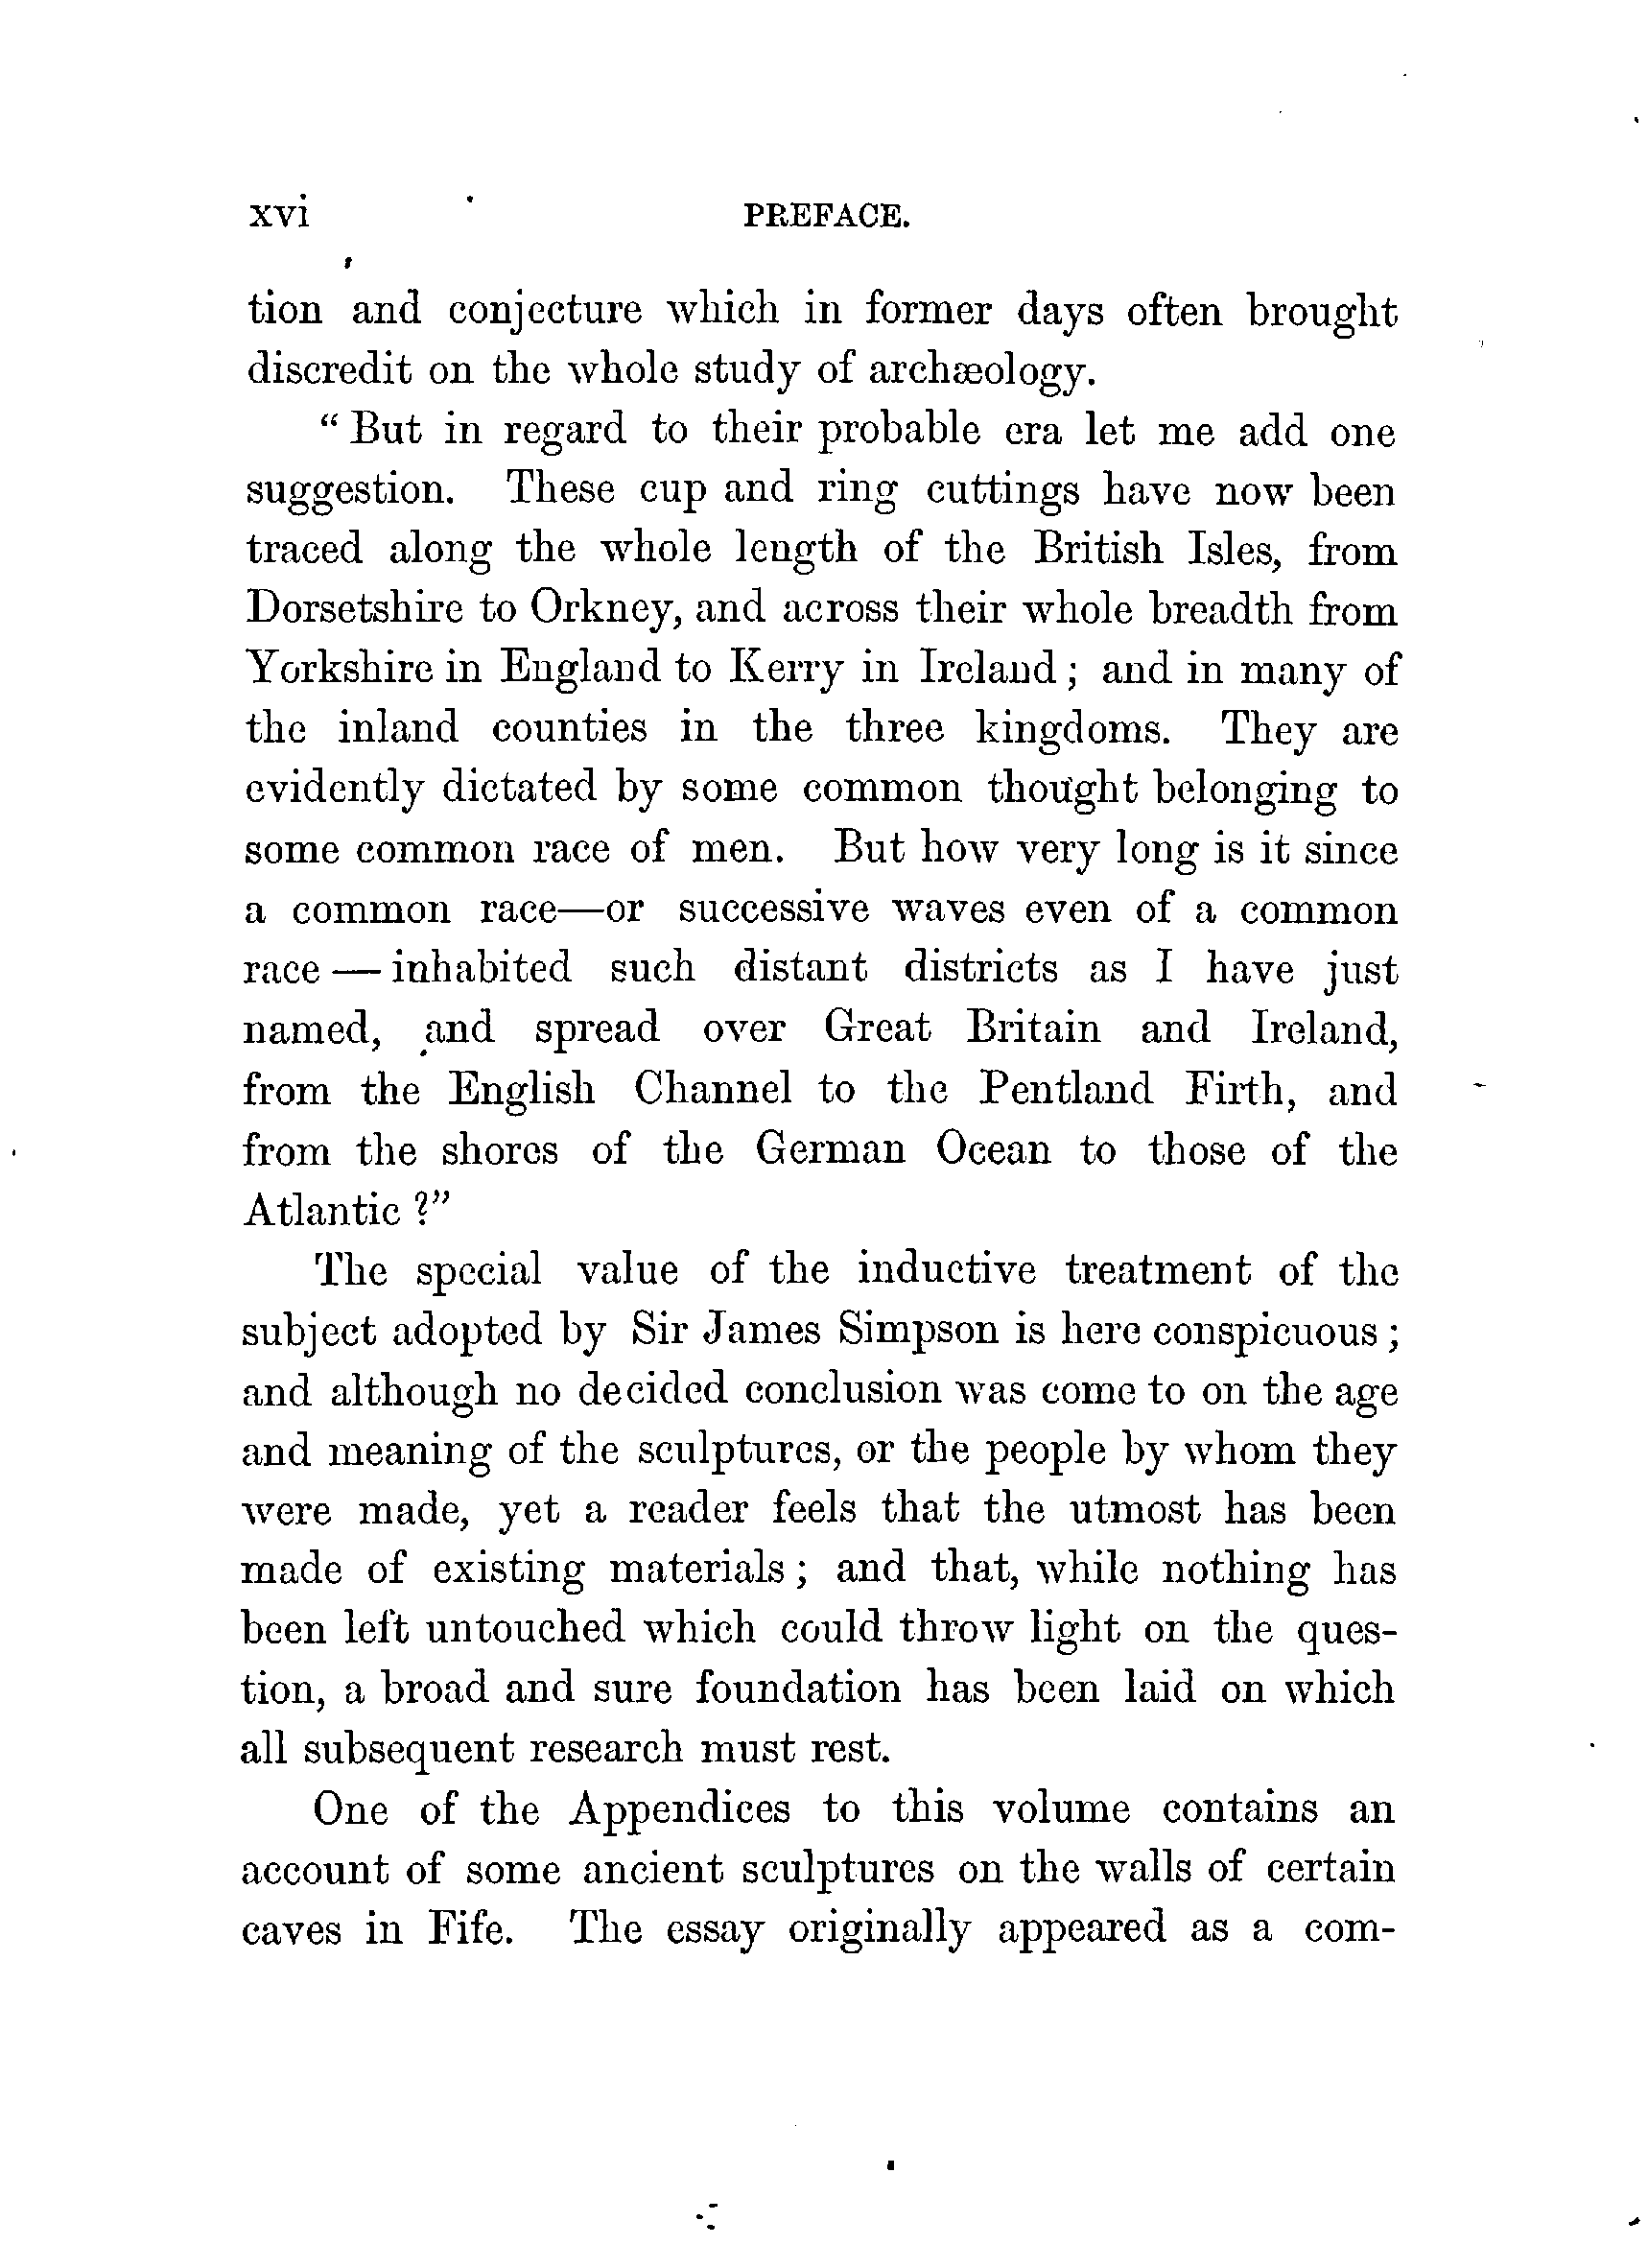 xvi PREFACE.
tion and conjecture which in former days often brought
discredit on the whole study of archæology.
“ But in regard to their probable era let me add one
suggestion. These cup and ring cuttings have now been
traced along the whole length of the British Isles, from
Dorsetshire to Orkney, and across their whole breadth from
Yorkshire in England to Kerry in Ireland ; and in many of
the inland counties in the three kingdoms. They are
evidently dictated by some common thought belonging to
some common race of men. But how very long is it since
a common race—or successive waves even of a common
race — inhabited such distant districts as I have just
named, and spread over Great Britain and Ireland,
from the English Channel to the Pentland Firth, and
from the shores of the German Ocean to those of the
Atlantic ?”
The special value of the inductive treatment of the
subject adopted by Sir James Simpson is here conspicuous ;
and although no decided conclusion was come to on the age
and meaning of the sculptures, or the people by whom they
were made, yet a reader feels that the utmost has been
made of existing materials ; and that, while nothing has
been left untouched which could throw light on the ques-
tion, a broad and sure foundation has been laid on which
all subsequent research must rest.
One of the Appendices to this volume contains an
account of some ancient sculptures on the walls of certain
caves in Fife. The essay originally appeared as a com-